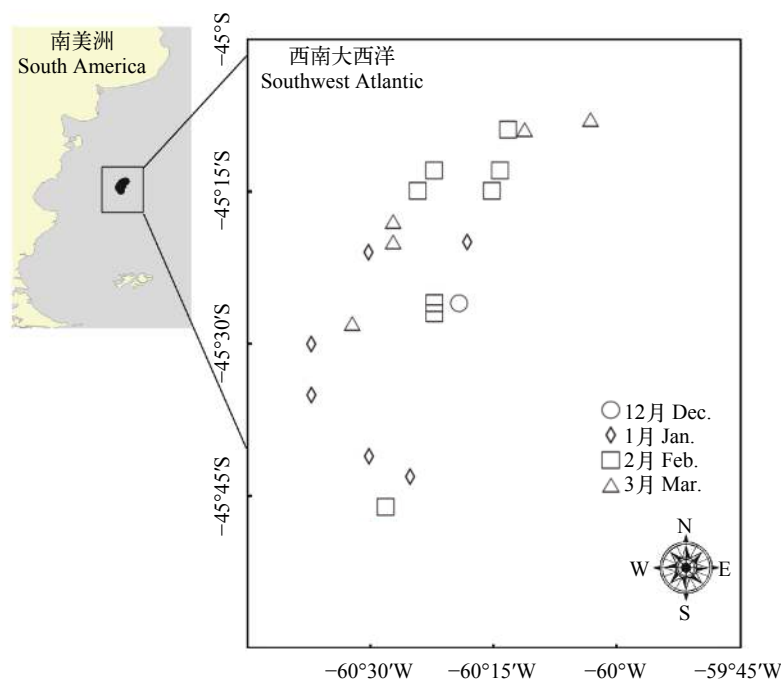 南美洲
South America
西南大西洋
Southwest Atlantic
−45°S
−45°15′S
−45°30′S
−45°45′S
12月 Dec.
1月 Jan.
2月 Feb.
3月 Mar.
N
W
E
S
−60°30′W
−60°15′W
−60°W
−59°45′W